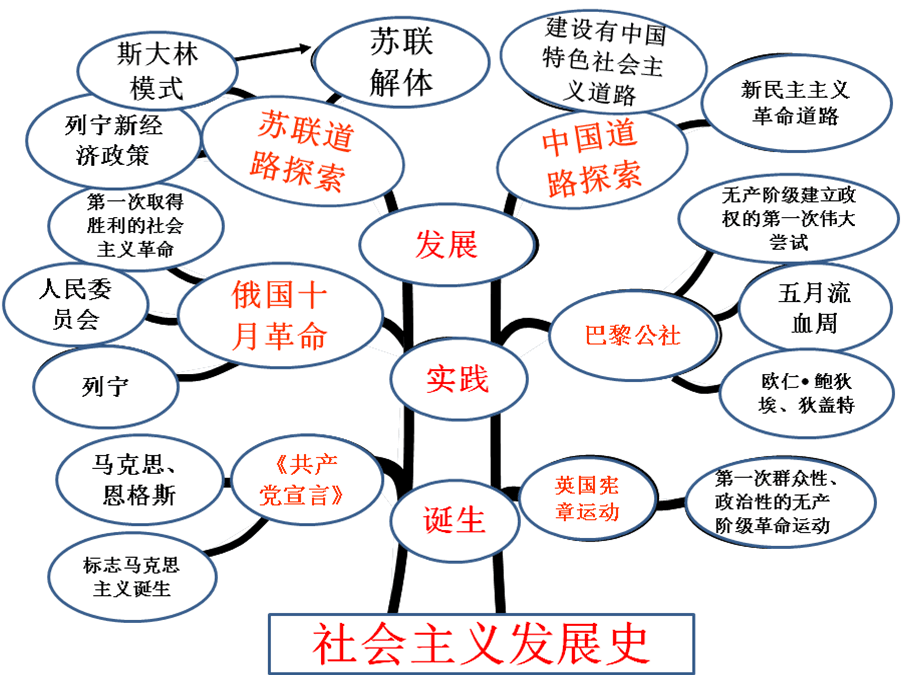 斯大林
模式
苏联
解体
建设有中国
特色社会主
义道路
新民主主义
革命道路
列宁新经
济政策
苏联道
路探索
中国道
路探索
第一次取得
胜利的社会
主义革命
发展
无产阶级建立政
权的第一次伟大
尝试
人民委
员会
俄国十
月革命
五月流
血周
巴黎公社
列宁
实践
欧仁•鲍狄
埃、狄盖特
马克思、
恩格斯
《共产
党宣言》
诞生
英国宪
章运动
第一次群众性、
政治性的无产
阶级革命运动
标志马克思
主义诞生
社会主义发展史